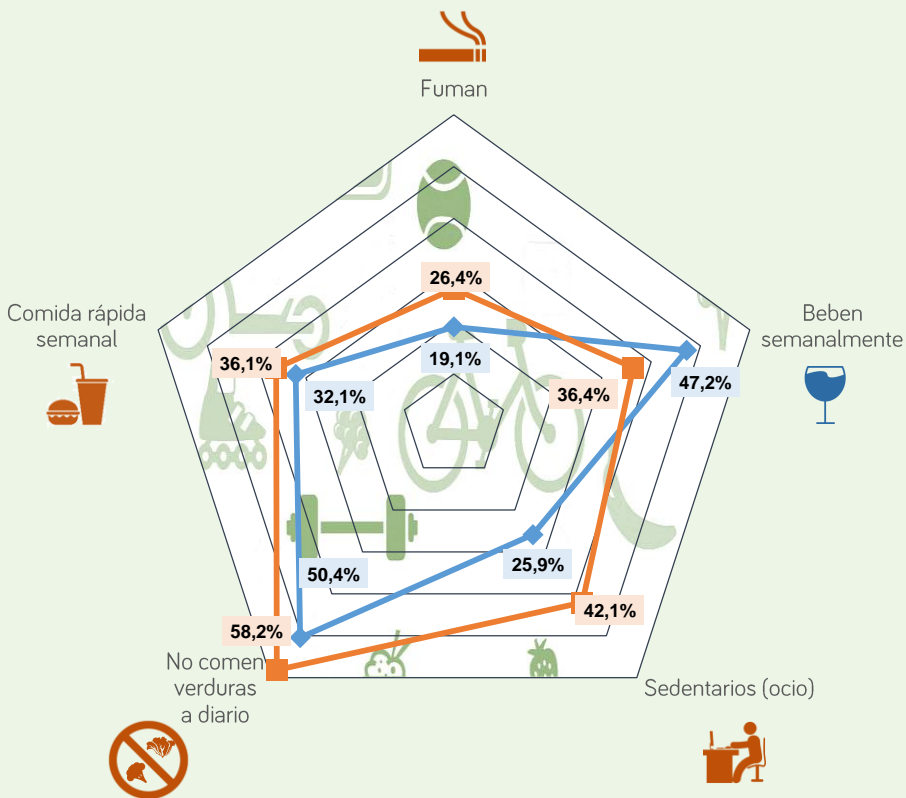 Fuman
26,4%
19,1%
Comida rápida
semanal
36,1%
32,1%
Beben
semanalmente
36,4%
47,2%
50,4%
25,9%
58,2%
42,1%
No comen
verduras
a diario
Sedentarios (ocio)